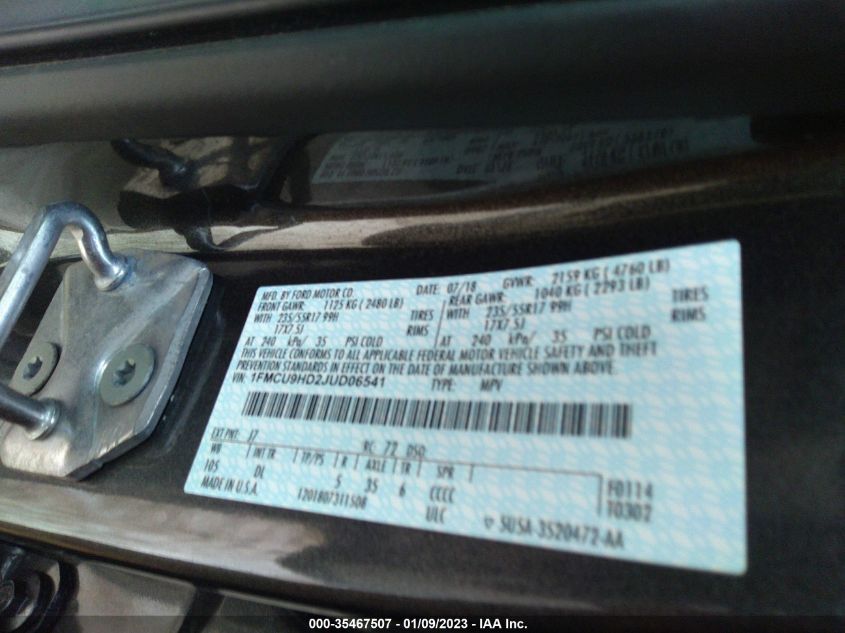 MFD. BY FORD MOTOR CO. DATE: 07/18 GVWR: 2159 KG ( 4760 LB)
FRONT GAWR: 1125 KG ( 2480 LB) REAR GAWR: 1040 KG ( 2293 LB)
WITH 235/55R17 99H TIRES WITH 235/55R17 99H TIRES
17X7.5J RIMS 17X7.5J RIMS
AT 240 kPa/ 35 PSI COLD AT 240 kPa/ 35 PSI COLD
THIS VEHICLE CONFORMS TO ALL APPLICABLE FEDERAL MOTOR VEHICLE SAFETY AND THEFT
PREVENTION STANDARDS IN EFFECT ON THE DATE OF MANUFACTURE SHOWN ABOVE.
VIN: 1FMCU9HD2JUD06541 TYPE: MPV
EXT PNT: J7 RC: 72 DSO:
WB INT TR TP/PS R AXLE TR SPR F0114
105 DL 5 35 6 CCCC T0302
MADE IN U.S.A. 1201807311508 ULC 5U5A-3520472-AA
000-35467507 - 01/09/2023 - IAA Inc.